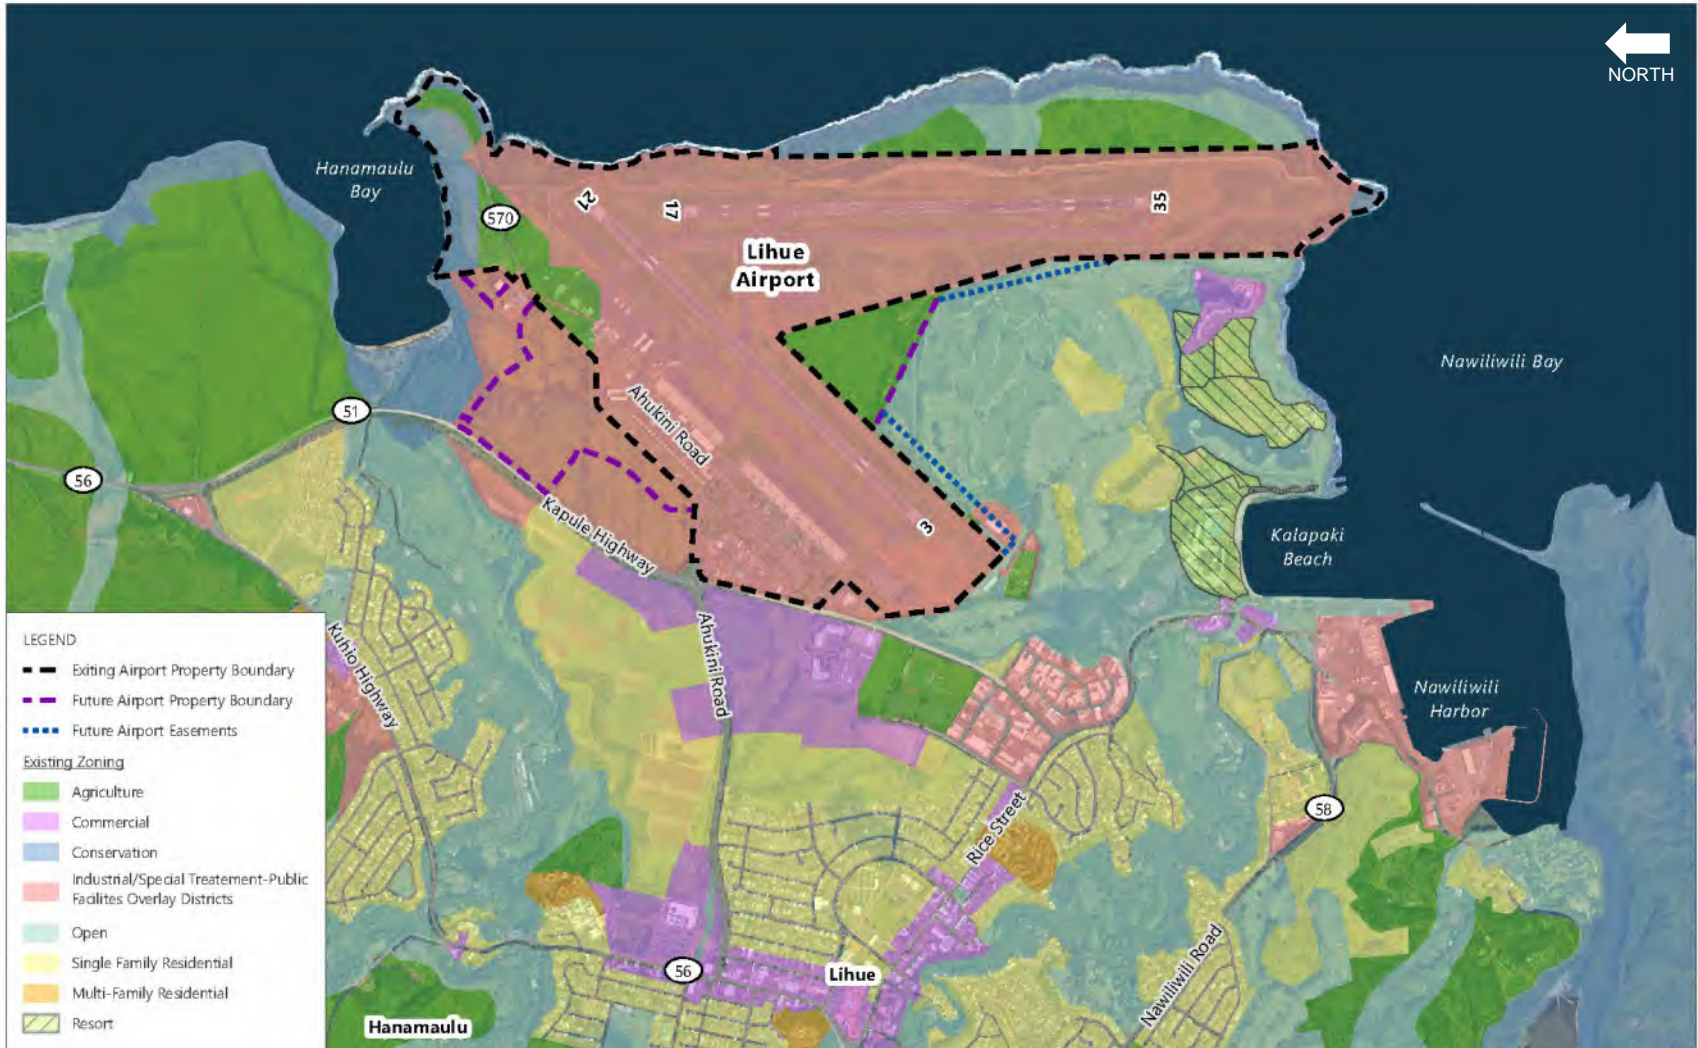 NORTH
Hanamaulu
Bay
570
21
17
35
Lihue
Airport
51
56
Ahukini Road
Nawiliwili Bay
3
Kapule Highway
Kalapaki
Beach
Kuhio Highway
Ahukini Road
Nawiliwili
Harbor
58
Rice Street
Nawiliwili Road
56
Lihue
Hanamaulu
LEGEND
Exiting Airport Property Boundary
Future Airport Property Boundary
Future Airport Easements
Existing Zoning
Agriculture
Commercial
Conservation
Industrial/Special Treatement-Public
Facilites Overlay Districts
Open
Single Family Residential
Multi-Family Residential
Resort